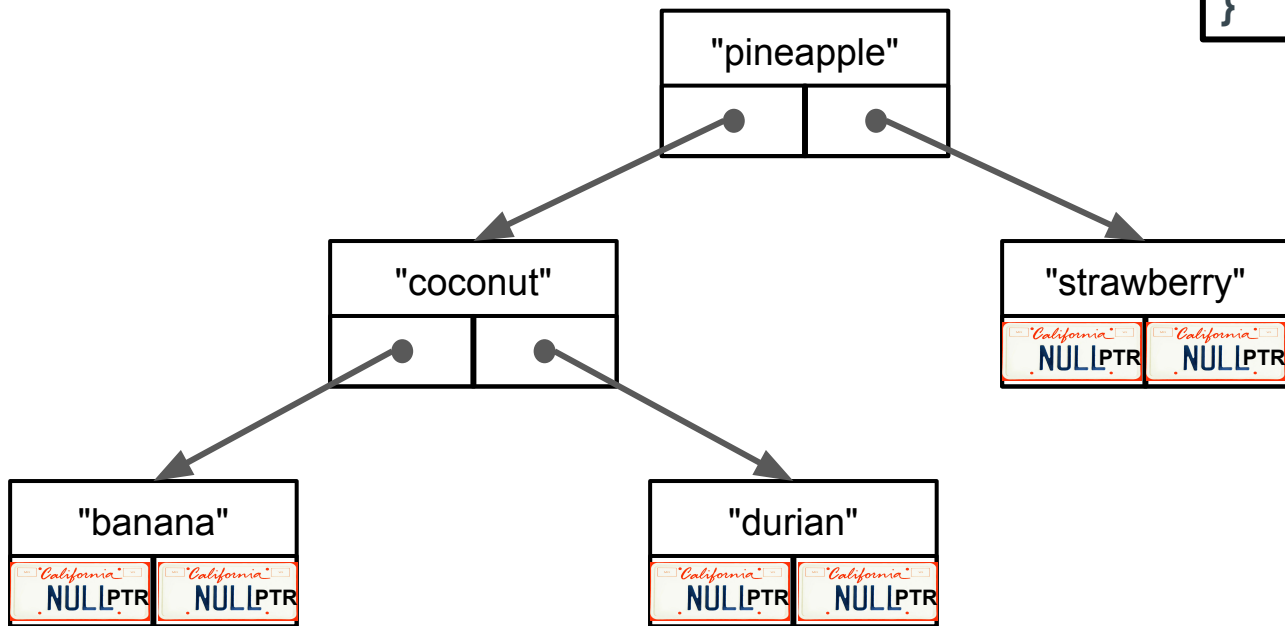 }
"pineapple"
"coconut"
"strawberry"
California California
NULLPTR NULLPTR
"banana"
"durian"
California California California California
NULLPTR NULLPTR NULLPTR NULLPTR